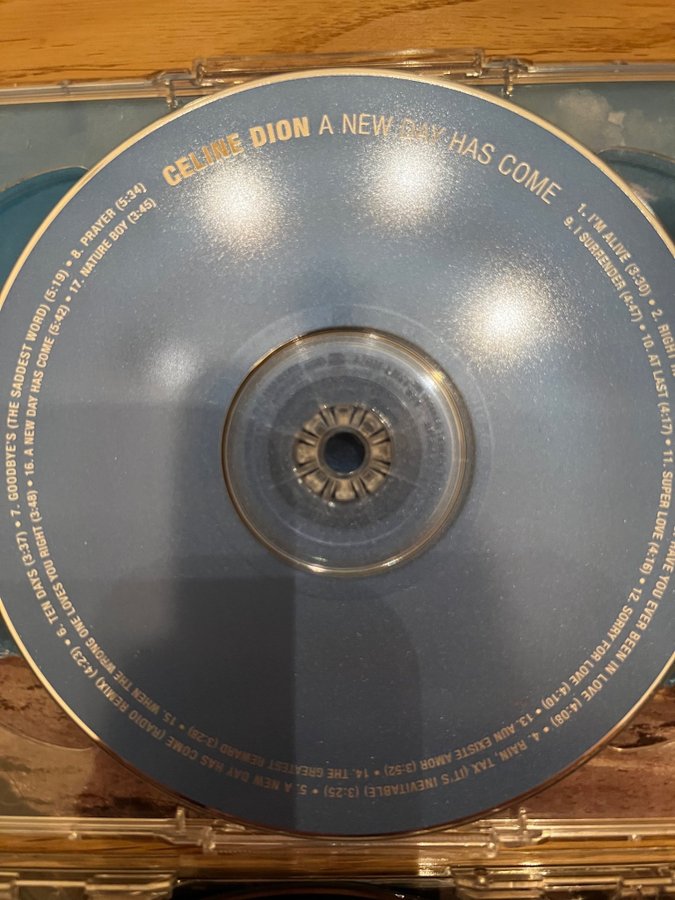 CELINE DION A NEW DAY HAS COME
1. I'M ALIVE (3:30) • 2. RIGHT HAVE YOU EVER BEEN IN LOVE (4:08) • 4. RAIN, TAX (IT'S INEVITABLE) (3:25) • 5. A NEW DAY HAS COME (RADIO REMIX) (4:23) • 6. TEN DAYS (3:37) • 7. GOODBYE'S (THE SADDEST WORD) (5:19) • 8. PRAYER (5:34)
9. I SURRENDER (4:47) • 10. AT LAST (4:17) • 11. SUPER LOVE (4:16) • 12. SORRY FOR LOVE (4:10) • 13. AUN EXISTE AMOR (3:52) • 14. THE GREATEST REWARD (3:28) • 15. WHEN THE WRONG ONE LOVES YOU RIGHT (3:48) • 16. A NEW DAY HAS COME (5:42) • 17. NATURE BOY (3:45)